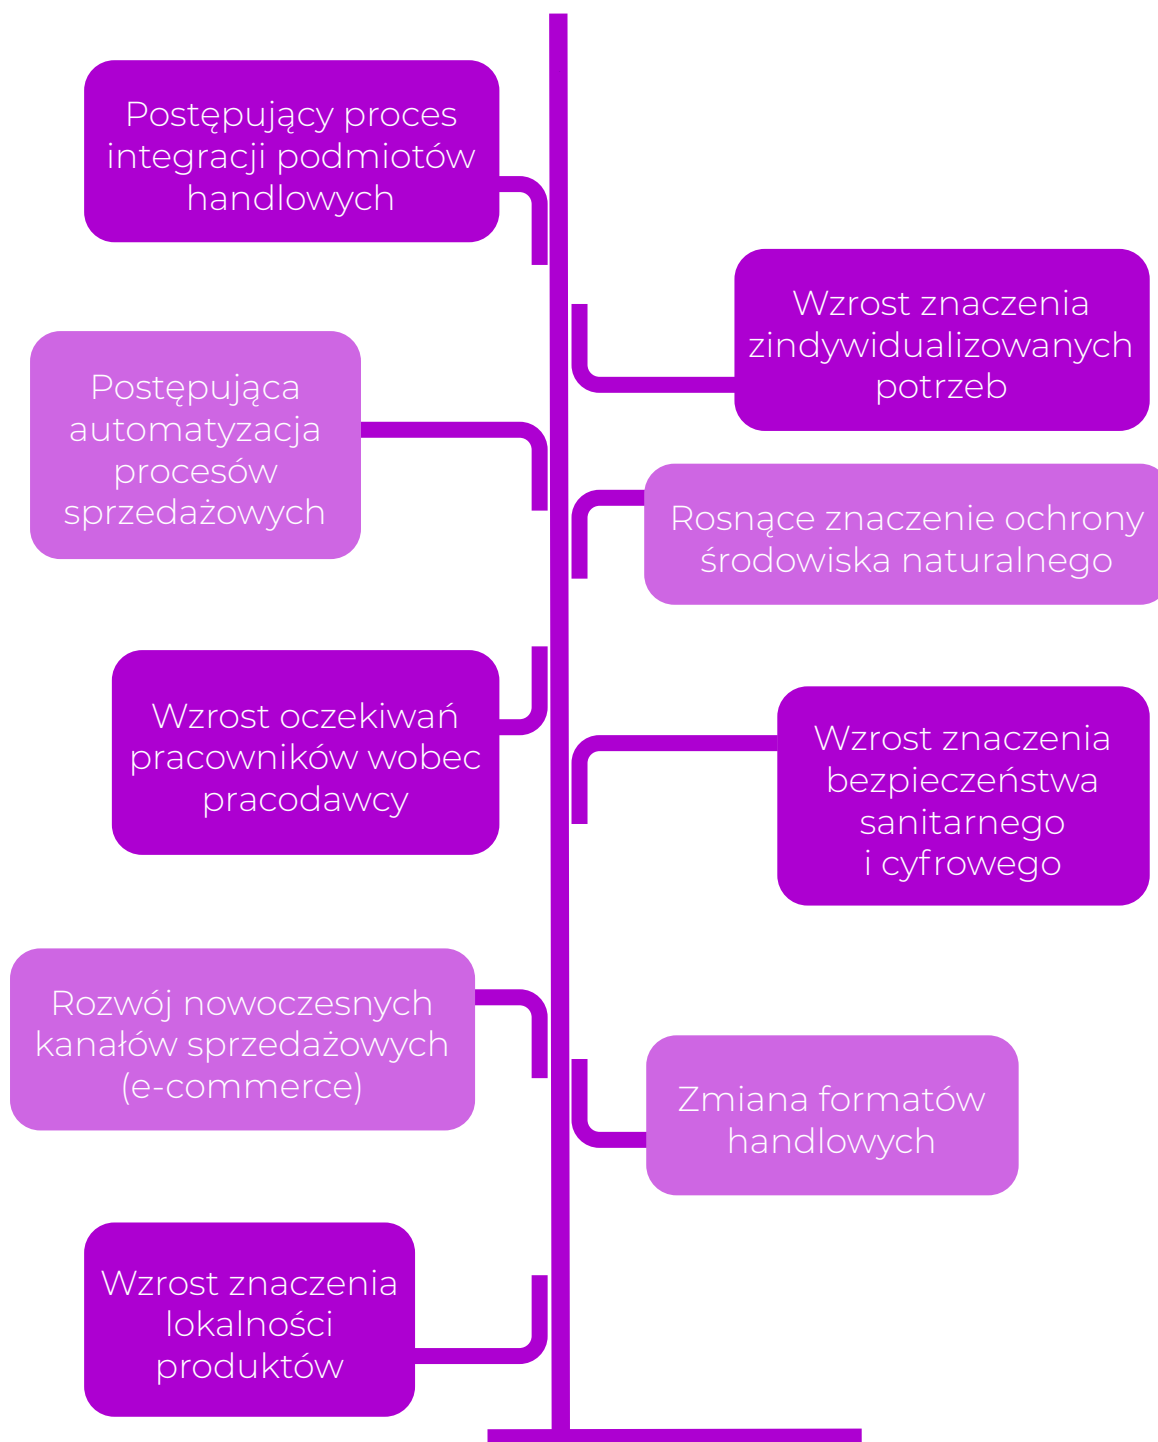 Postępujący proces
integracji podmiotów
handlowych
Wzrost znaczenia
zindywidualizowanych
potrzeb
Postępująca
automatyzacja
procesów
sprzedażowych
Rosnące znaczenie ochrony
środowiska naturalnego
Wzrost oczekiwań
pracowników wobec
pracodawcy
Wzrost znaczenia
bezpieczeństwa
sanitarnego
i cyfrowego
Rozwój nowoczesnych
kanałów sprzedażowych
(e-commerce)
Zmiana formatów
handlowych
Wzrost znaczenia
lokalności
produktów